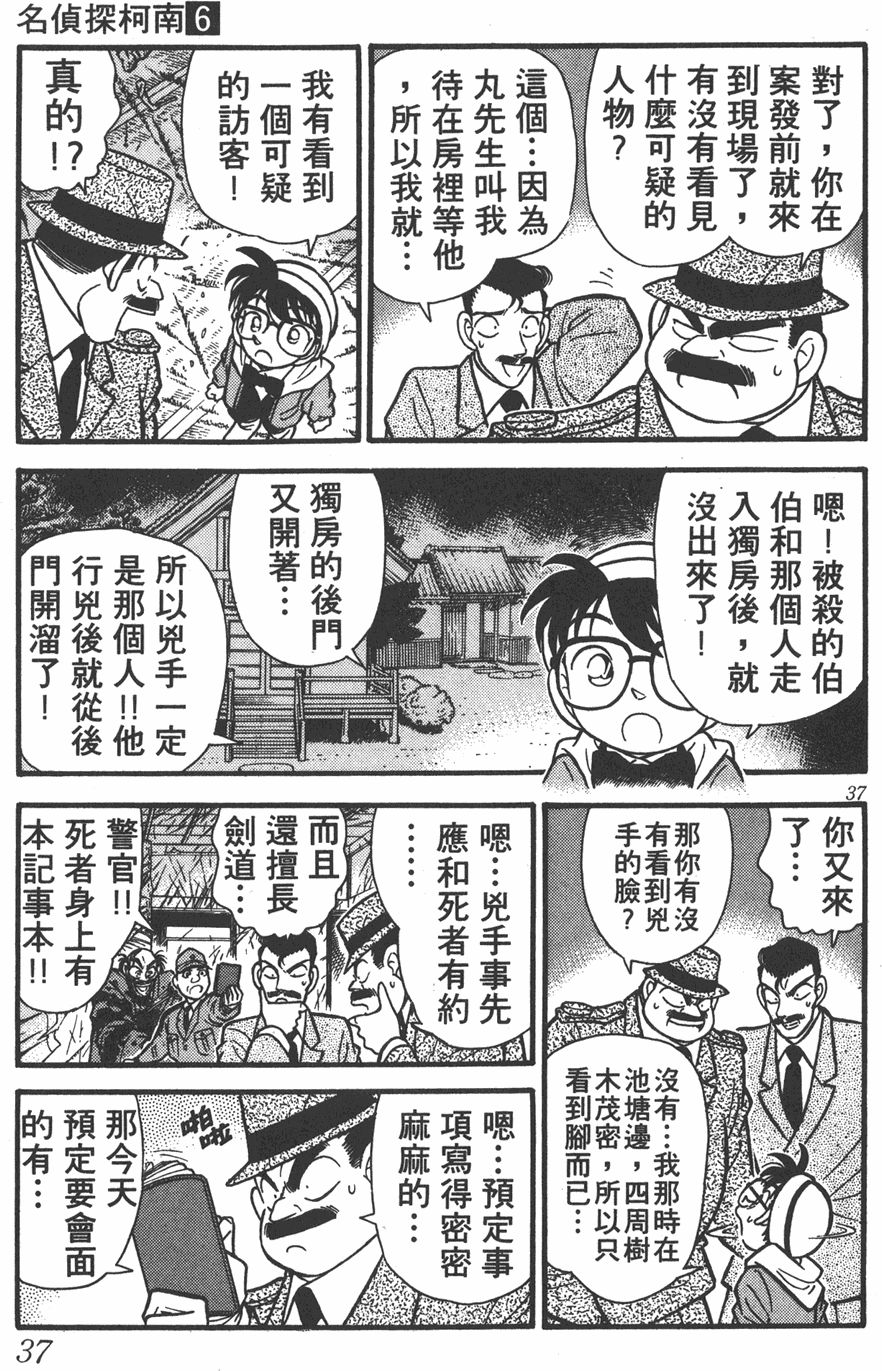 名偵探柯南6
對了，你在
案發前就來
到現場了，
有沒有看見
什麼可疑的
人物？
這個…因為
丸先生叫我
待在房裡等他
，所以我就…
我有看到
一個可疑
的訪客！
真的!?
嗯！被殺的伯
伯和那個人走
入獨房後，就
沒出來了！
獨房的後門
又開著…
所以兇手一定
是那個人!!他
行兇後就從後
門開溜了！
37
你又來
了…
那你有沒
有看到兇
手的臉？
沒有…我那時在
池塘邊，四周樹
木茂密，所以只
看到腳而已…
嗯…兇手事先
應和死者有約
……
而且
還擅長
劍道…
警官!!
死者身上有
本記事本!!
嗯…預定事
項寫得密密
麻麻的…
啪
啦
那今天
預定要會面
的有…
37